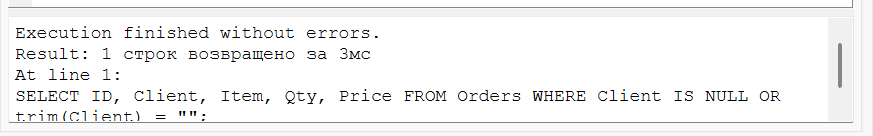 Execution finished without errors.
Result: 1 строк возвращено за 3мс
At line 1:
SELECT ID, Client, Item, Qty, Price FROM Orders WHERE Client IS NULL OR
trim(Client) = "";